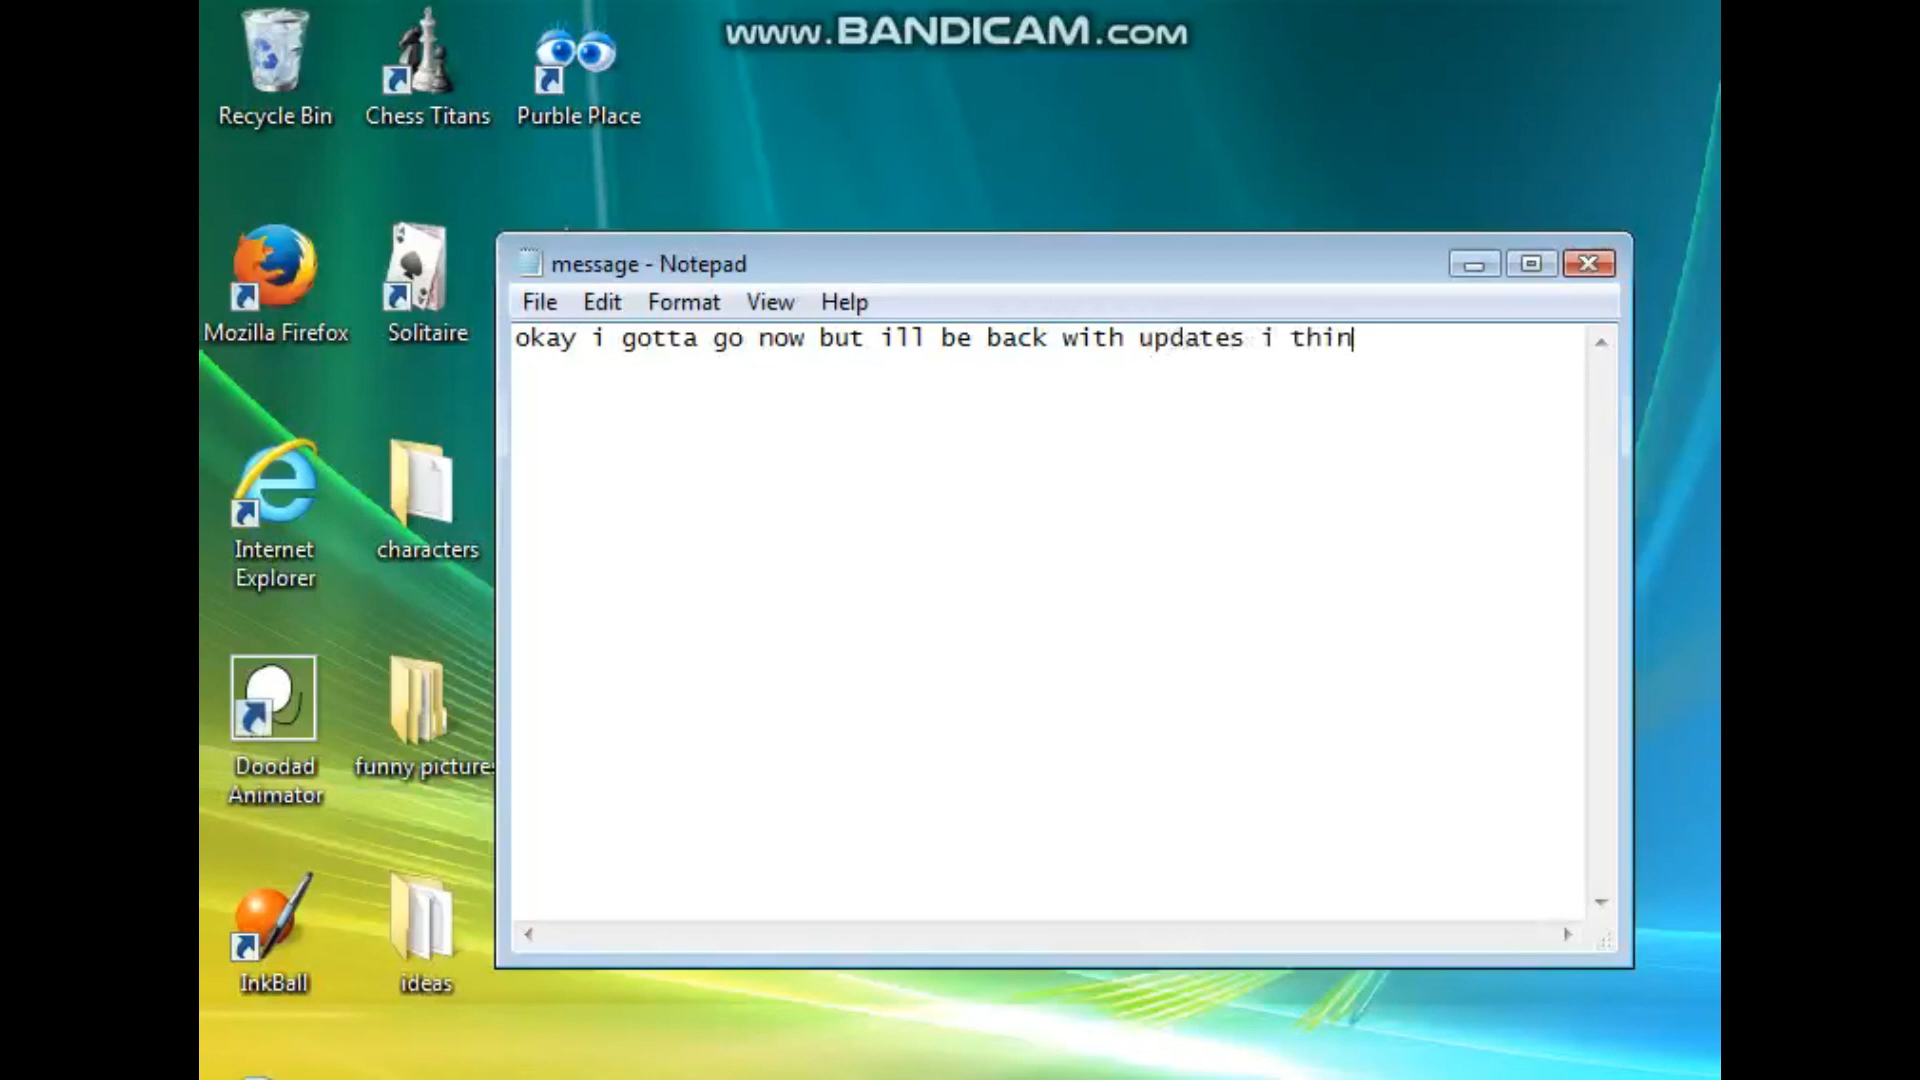 www.BANDICAM.com
Recycle Bin
Chess Titans
Purble Place
Mozilla Firefox
Solitaire
Internet
Explorer
characters
Doodad
Animator
funny pictures
InkBall
ideas
message - Notepad
File Edit Format View Help
okay i gotta go now but ill be back with updates i thin